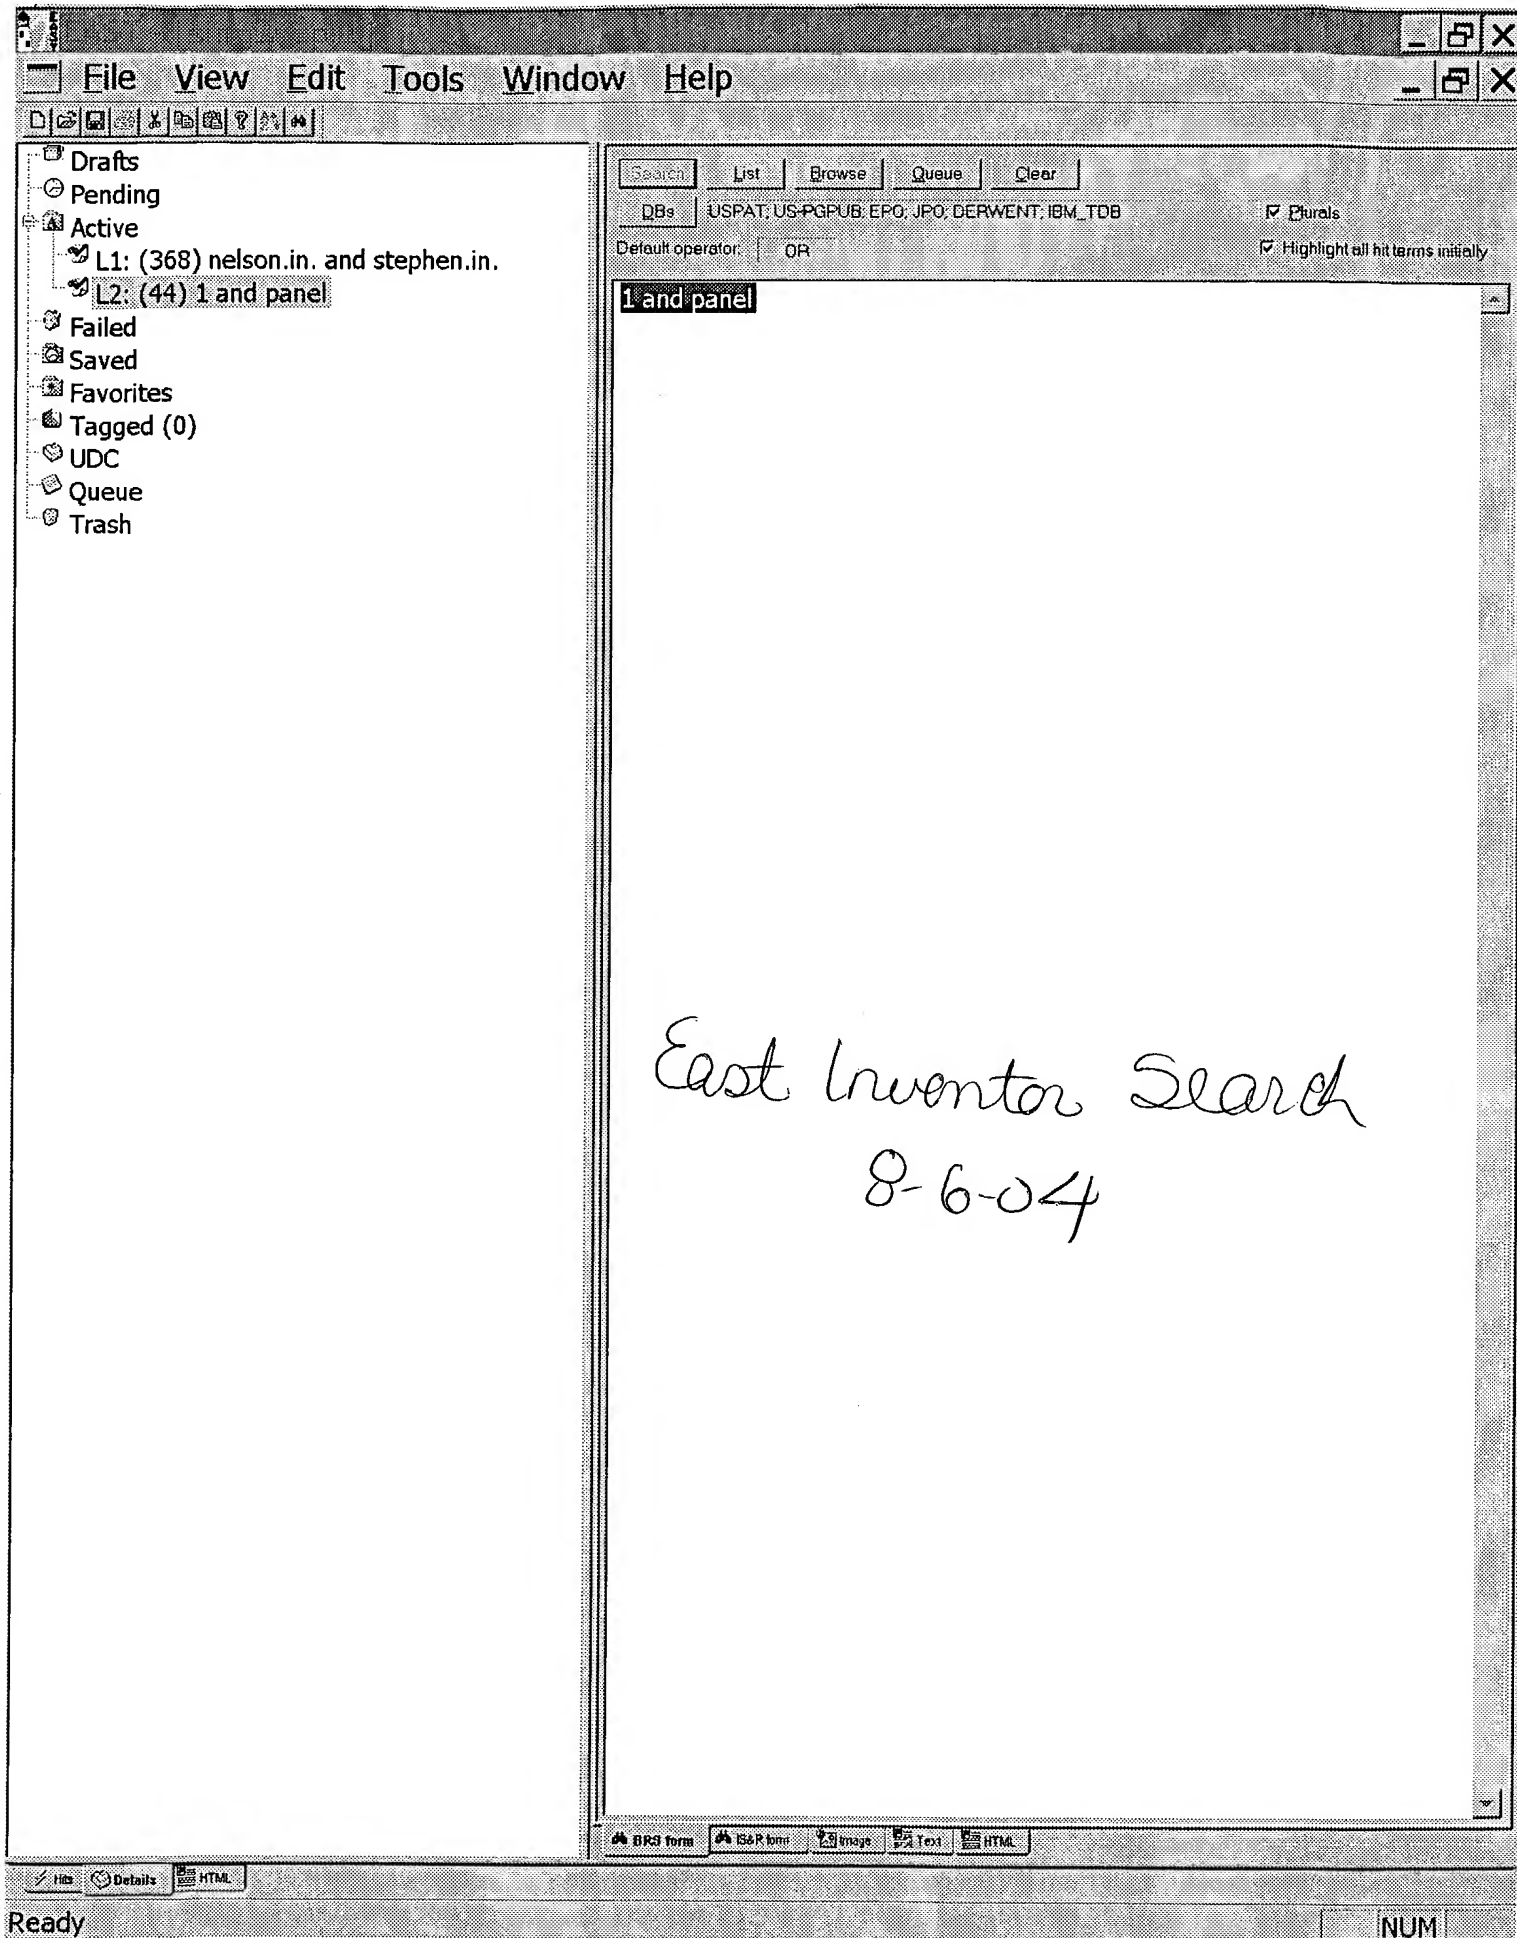 File View Edit Tools Window Help
Drafts
Pending
Active
L1: (368) nelson.in. and stephen.in.
L2: (44) 1 and panel
Failed
Saved
Favorites
Tagged (0)
UDC
Queue
Trash
Search List Browse Queue Clear
DBs USPAT; US-PGPUB; EPO; JPO; DERWENT; IBM_TDB Plurals
Default operator: OR Highlight all hit terms initially
1 and panel
East Inventor Search
8-6-04
BRS form IS&R form Image Text HTML
Hits Details HTML
Ready NUM